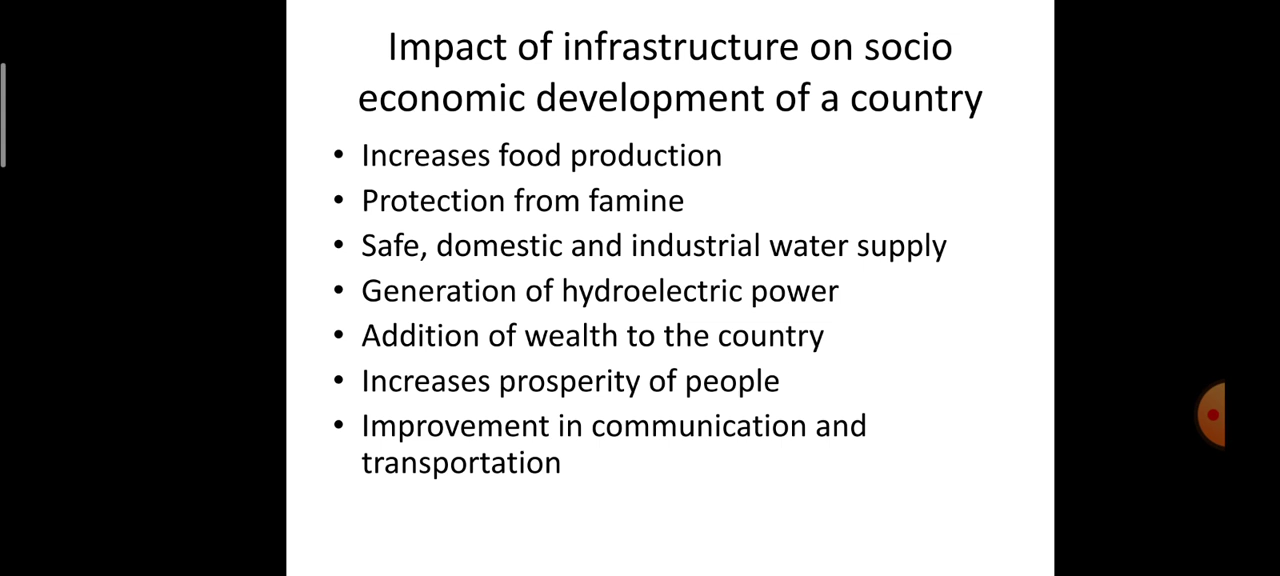 Impact of infrastructure on socio
economic development of a country
• Increases food production
• Protection from famine
• Safe, domestic and industrial water supply
• Generation of hydroelectric power
• Addition of wealth to the country
• Increases prosperity of people
• Improvement in communication and
transportation